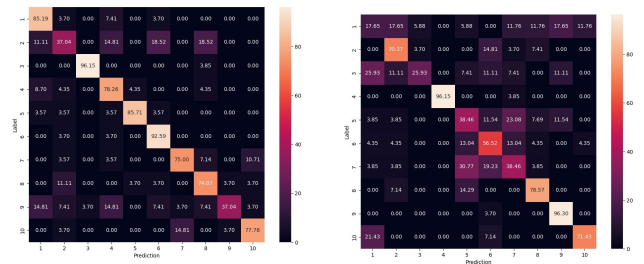 1 85.19 3.70 0.00 7.41 0.00 3.70 0.00 0.00 0.00 0.00
2 11.11 37.04 0.00 14.81 0.00 18.52 0.00 18.52 0.00 0.00
3 0.00 0.00 96.15 0.00 0.00 0.00 0.00 3.85 0.00 0.00
4 8.70 4.35 0.00 78.26 4.35 0.00 4.35 0.00 0.00 0.00
5 3.57 3.57 0.00 3.57 85.71 3.57 0.00 0.00 0.00 0.00
6 0.00 3.70 0.00 3.70 0.00 92.59 0.00 0.00 0.00 0.00
7 0.00 3.57 0.00 3.57 0.00 0.00 75.00 7.14 0.00 10.71
8 0.00 11.11 0.00 0.00 3.70 3.70 0.00 74.07 3.70 3.70
9 14.81 7.41 3.70 14.81 0.00 7.41 3.70 7.41 37.04 3.70
10 0.00 3.70 0.00 0.00 0.00 0.00 14.81 0.00 3.70 77.78
1 2 3 4 5 6 7 8 9 10
Prediction
Label
80
60
40
20
0
1 17.65 17.65 5.88 0.00 5.88 0.00 11.76 11.76 17.65 11.76
2 0.00 70.37 3.70 0.00 0.00 14.81 3.70 7.41 0.00 0.00
3 25.93 11.11 25.93 0.00 7.41 11.11 7.41 0.00 11.11 0.00
4 0.00 0.00 0.00 96.15 0.00 0.00 3.85 0.00 0.00 0.00
5 3.85 3.85 0.00 0.00 38.46 11.54 23.08 7.69 11.54 0.00
6 4.35 4.35 0.00 0.00 13.04 56.52 13.04 4.35 0.00 4.35
7 3.85 3.85 0.00 0.00 30.77 19.23 38.46 3.85 0.00 0.00
8 0.00 7.14 0.00 0.00 14.29 0.00 0.00 78.57 0.00 0.00
9 0.00 0.00 0.00 0.00 0.00 3.70 0.00 0.00 96.30 0.00
10 21.43 0.00 0.00 0.00 0.00 7.14 0.00 0.00 0.00 71.43
1 2 3 4 5 6 7 8 9 10
Prediction
Label
80
60
40
20
0